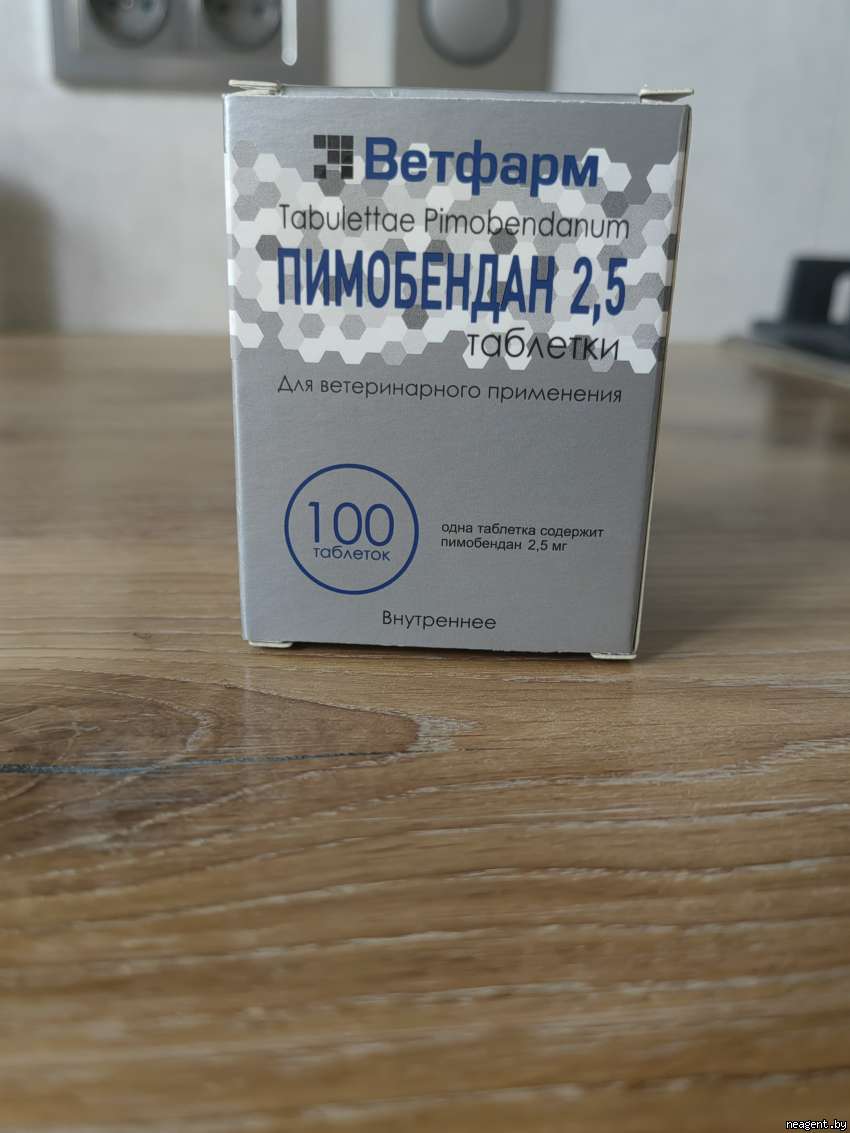 Ветфарм
Tabulettae Pimobendanum
ПИМОБЕНДАН 2,5
таблетки
Для ветеринарного применения
100
таблеток
одна таблетка содержит
пимобендан 2,5 мг
Внутреннее
neagent.by